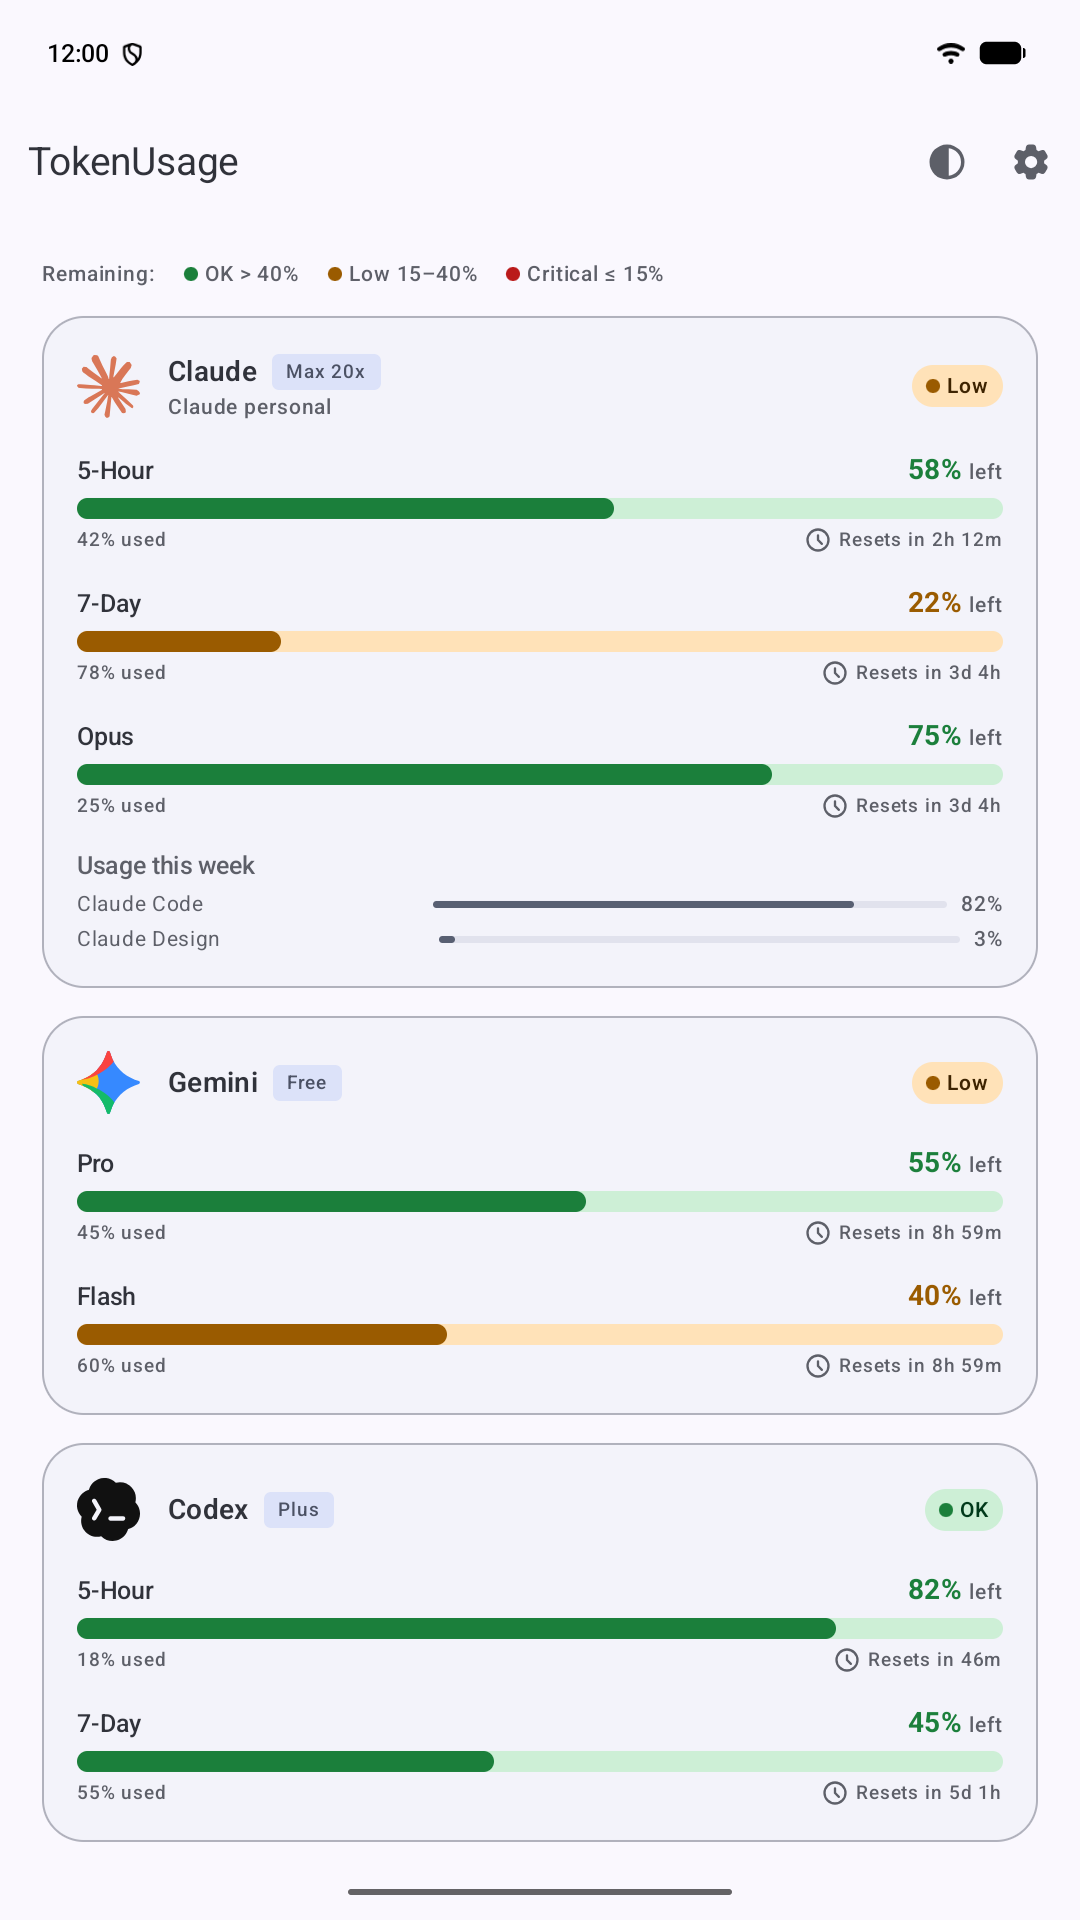 12:00
TokenUsage
Remaining: OK > 40% Low 15–40% Critical ≤ 15%
Claude Max 20x
Claude personal
Low
5-Hour 58% left
42% used Resets in 2h 12m
7-Day 22% left
78% used Resets in 3d 4h
Opus 75% left
25% used Resets in 3d 4h
Usage this week
Claude Code 82%
Claude Design 3%
Gemini Free Low
Pro 55% left
45% used Resets in 8h 59m
Flash 40% left
60% used Resets in 8h 59m
Codex Plus OK
5-Hour 82% left
18% used Resets in 46m
7-Day 45% left
55% used Resets in 5d 1h